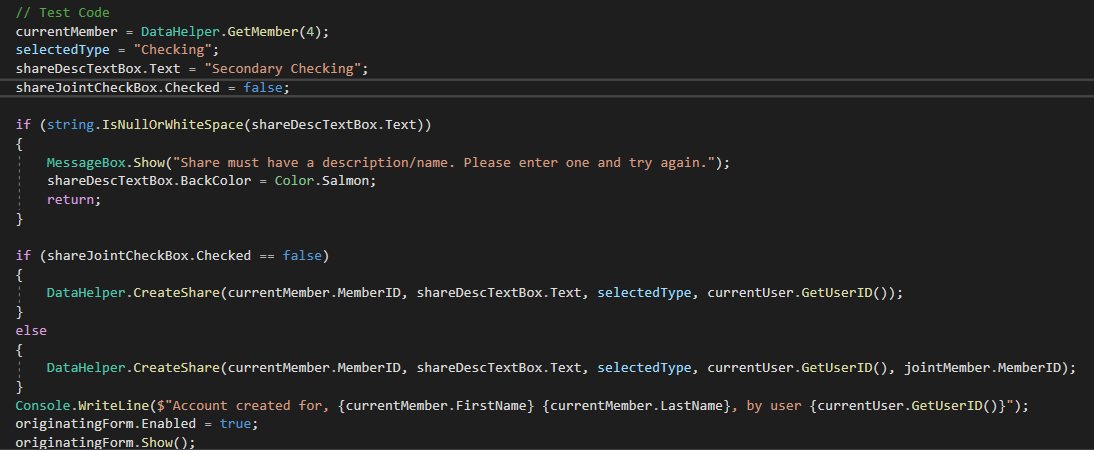 // Test Code
currentMember = DataHelper.GetMember(4);
selectedType = "Checking";
shareDescTextBox.Text = "Secondary Checking";
shareJointCheckBox.Checked = false;

if (string.IsNullOrWhiteSpace(shareDescTextBox.Text))
{
    MessageBox.Show("Share must have a description/name. Please enter one and try again.");
    shareDescTextBox.BackColor = Color.Salmon;
    return;
}

if (shareJointCheckBox.Checked == false)
{
    DataHelper.CreateShare(currentMember.MemberID, shareDescTextBox.Text, selectedType, currentUser.GetUserID());
}
else
{
    DataHelper.CreateShare(currentMember.MemberID, shareDescTextBox.Text, selectedType, currentUser.GetUserID(), jointMember.MemberID);
}
Console.WriteLine($"Account created for, {currentMember.FirstName} {currentMember.LastName}, by user {currentUser.GetUserID()}");
originatingForm.Enabled = true;
originatingForm.Show();